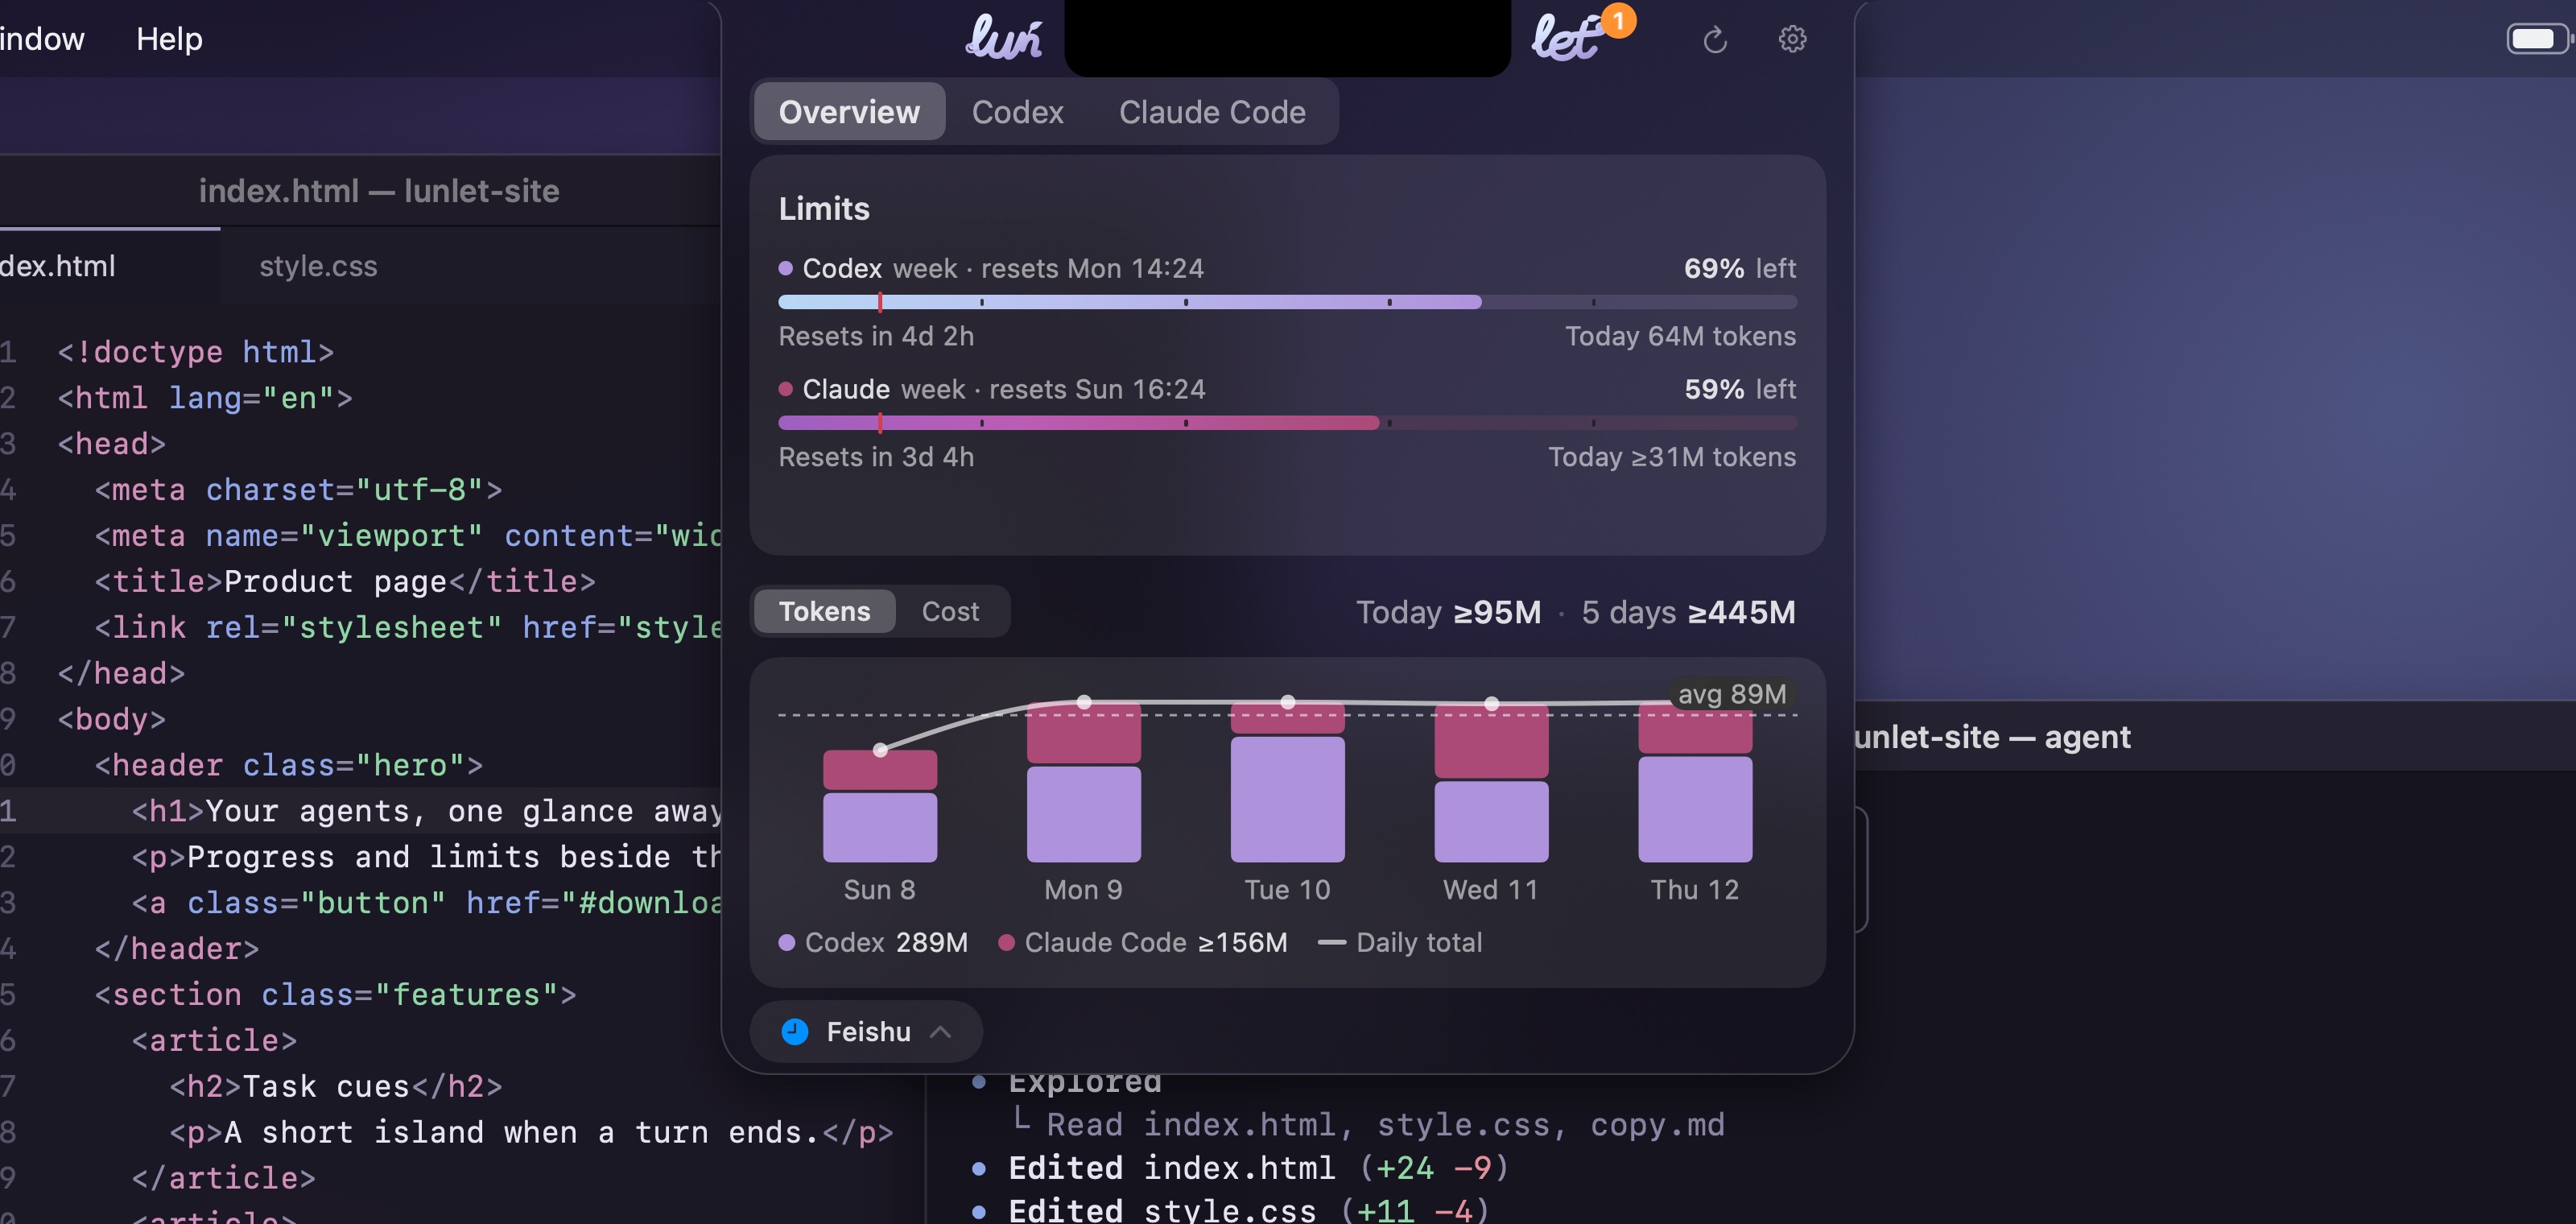 indow Help
lun let 1
Overview Codex Claude Code
Limits
Codex week · resets Mon 14:24 69% left
Resets in 4d 2h Today 64M tokens
Claude week · resets Sun 16:24 59% left
Resets in 3d 4h Today ≥31M tokens
Tokens Cost Today ≥95M · 5 days ≥445M
avg 89M
Sun 8 Mon 9 Tue 10 Wed 11 Thu 12
Codex 289M Claude Code ≥156M Daily total
Feishu
index.html — lunlet-site
dex.html style.css
1 <!doctype html>
2 <html lang="en">
3 <head>
4 <meta charset="utf-8">
5 <meta name="viewport" content="wid
6 <title>Product page</title>
7 <link rel="stylesheet" href="style
8 </head>
9 <body>
0 <header class="hero">
1 <h1>Your agents, one glance away
2 <p>Progress and limits beside th
3 <a class="button" href="#downloa
4 </header>
5 <section class="features">
6 <article>
7 <h2>Task cues</h2>
8 <p>A short island when a turn ends.</p>
9 </article>
0 <article>
unlet-site — agent
• Explored
└ Read index.html, style.css, copy.md
• Edited index.html (+24 −9)
• Edited style.css (+11 −4)